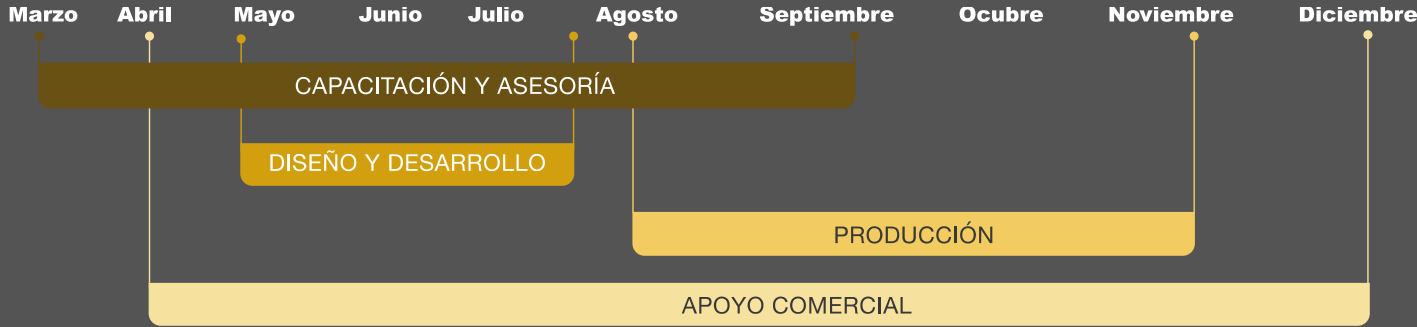 Marzo Abril Mayo Junio Julio Agosto Septiembre Ocubre Noviembre Diciembre
CAPACITACIÓN Y ASESORÍA
DISEÑO Y DESARROLLO
PRODUCCIÓN
APOYO COMERCIAL